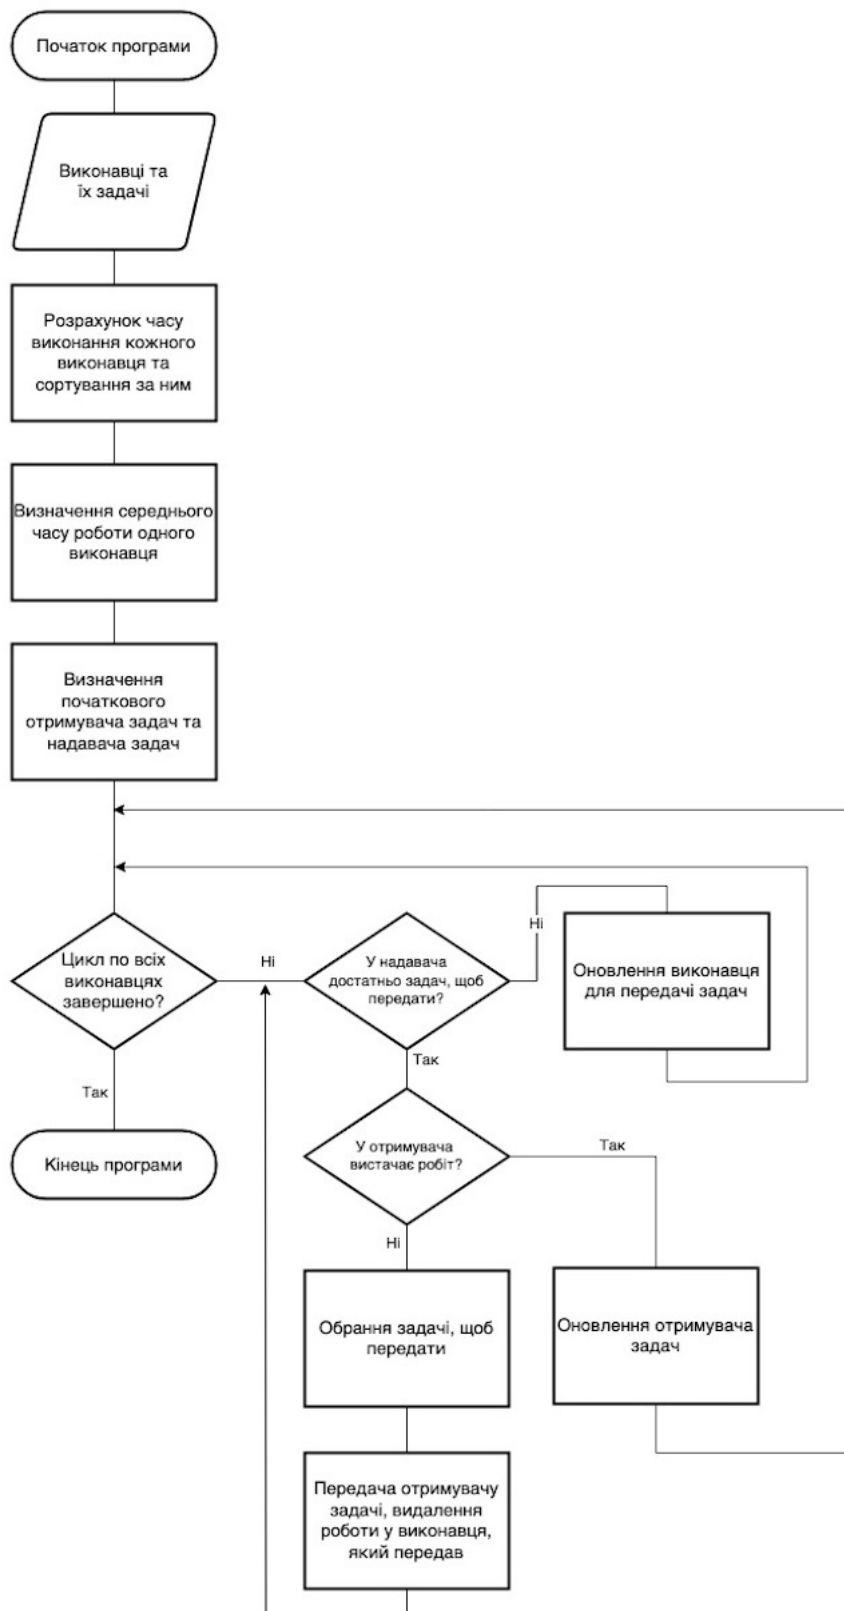 Початок програми
Виконавці та
їх задачі
Розрахунок часу
виконання кожного
виконавця та
сортування за ним
Визначення середнього
часу роботи одного
виконавця
Визначення
початкового
отримувача задач та
надавача задач
Цикл по всіх
виконавцях
завершено?
Ні
У надавача
достатньо задач, щоб
передати?
Ні
Оновлення виконавця
для передачі задач
Так
Так
Кінець програми
У отримувача
вистачає робіт?
Так
Ні
Обрання задачі, щоб
передати
Оновлення отримувача
задач
Передача отримувачу
задачі, видалення
роботи у виконавця,
який передав